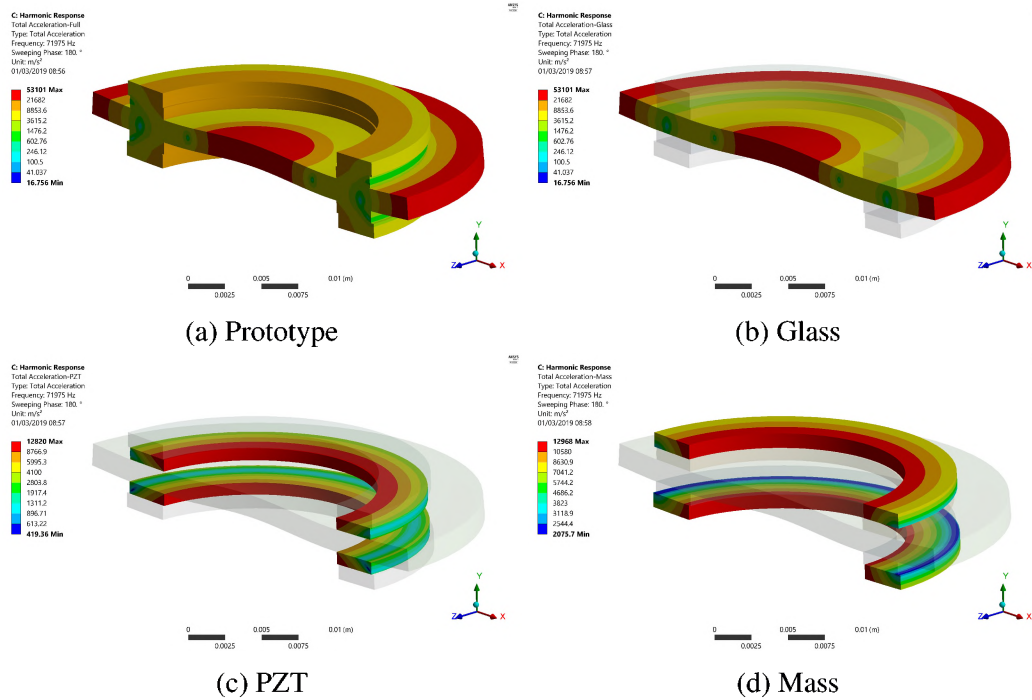 C: Harmonic Response
Total Acceleration-Full
Type: Total Acceleration
Frequency: 71975 Hz
Sweeping Phase: 180. °
Unit: m/s²
01/03/2019 08:56
53101 Max
21682
8853.6
3615.2
1476.2
602.76
246.12
100.5
41.037
16.756 Min
Y
Z
X
0
0.005
0.01 (m)
0.0025
0.0075
(a) Prototype
C: Harmonic Response
Total Acceleration-Glass
Type: Total Acceleration
Frequency: 71975 Hz
Sweeping Phase: 180. °
Unit: m/s²
01/03/2019 08:57
53101 Max
21682
8853.6
3615.2
1476.2
602.76
246.12
100.5
41.037
16.756 Min
Y
Z
X
0
0.005
0.01 (m)
0.0025
0.0075
(b) Glass
C: Harmonic Response
Total Acceleration-PZT
Type: Total Acceleration
Frequency: 71975 Hz
Sweeping Phase: 180. °
Unit: m/s²
01/03/2019 08:57
12820 Max
8766.9
5995.3
4100
2803.8
1917.4
1311.2
896.71
613.22
419.36 Min
Y
Z
X
0
0.005
0.01 (m)
0.0025
0.0075
(c) PZT
C: Harmonic Response
Total Acceleration-Mass
Type: Total Acceleration
Frequency: 71975 Hz
Sweeping Phase: 180. °
Unit: m/s²
01/03/2019 08:58
12968 Max
10580
8630.9
7041.2
5744.2
4686.2
3823
3118.9
2544.4
2075.7 Min
Y
Z
X
0
0.005
0.01 (m)
0.0025
0.0075
(d) Mass